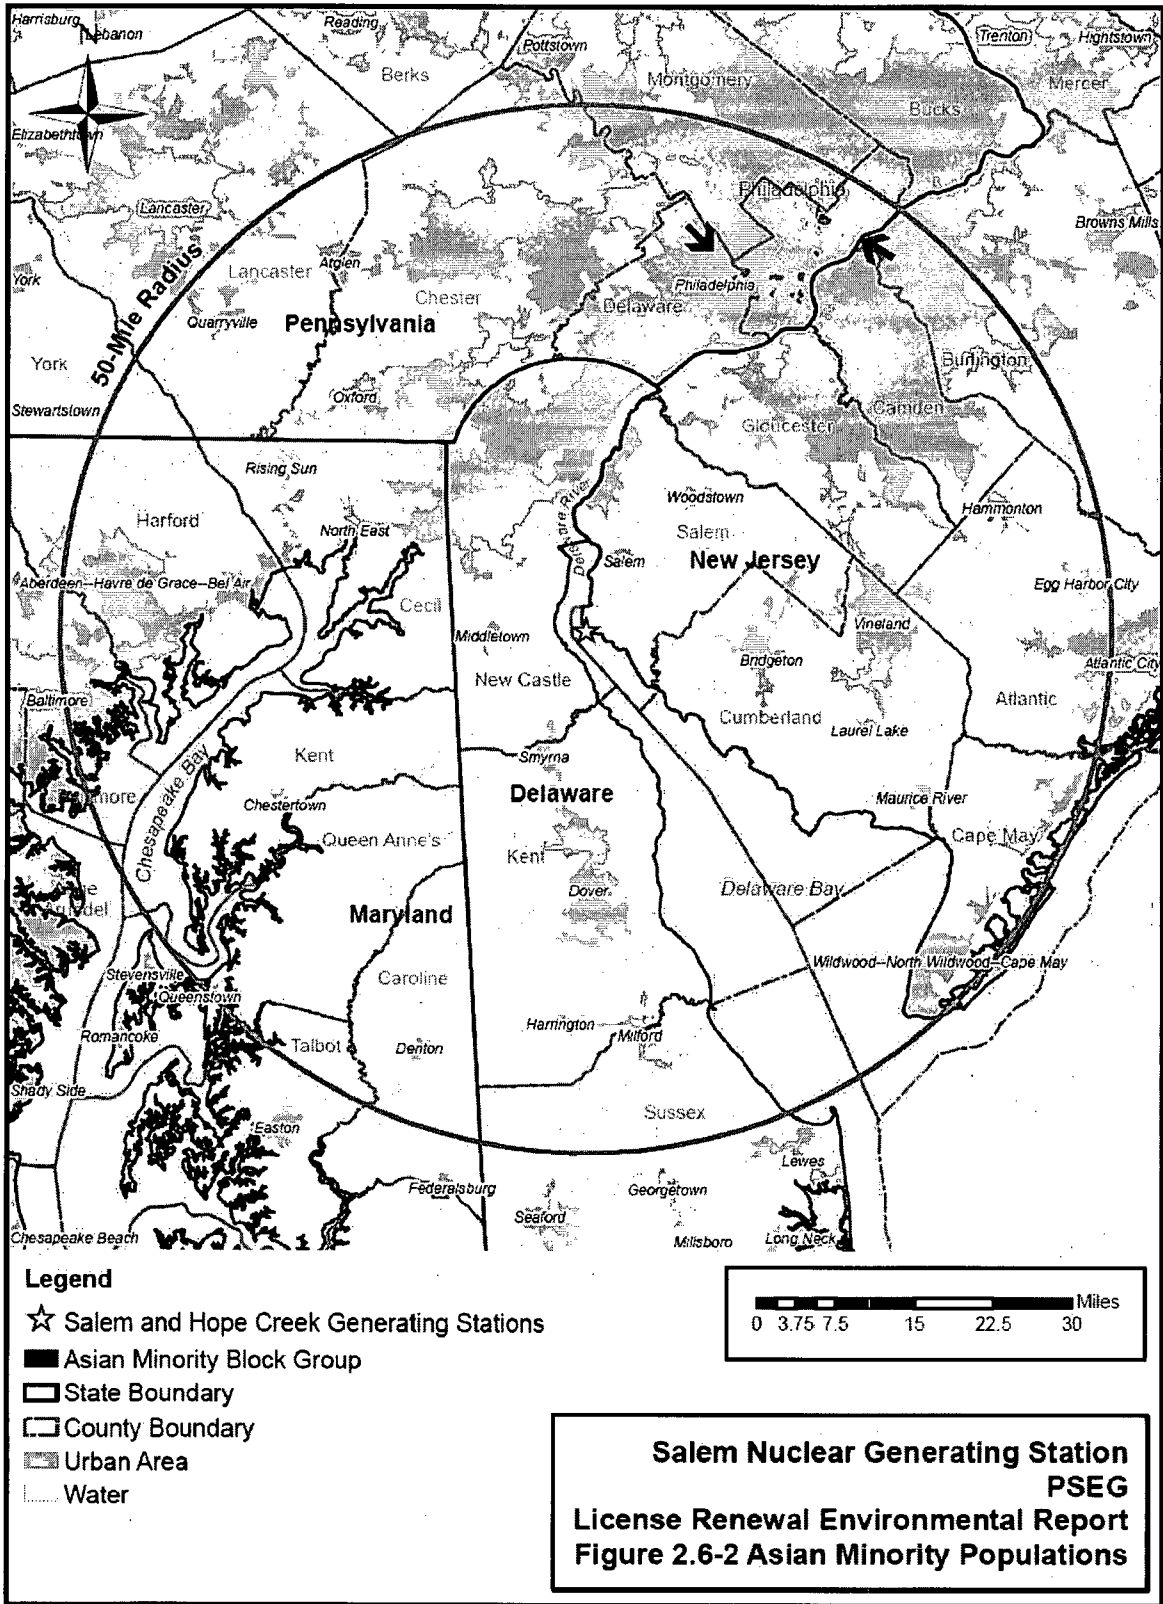 Harrisburg
Lebanon
Reading
Pottstown
Trenton
Hightstown
Berks
Montgomery
Mercer
Bucks
Elizabethtown
Philadelphia
Lancaster
Browns Mills
York
50-Mile Radius
Lancaster
Atglen
Chester
Philadelphia
Delaware
Quarryville
Pennsylvania
York
Burlington
Stewartstown
Oxford
Camden
Gloucester
Rising Sun
Delaware River
Woodstown
Hammonton
Harford
North East
Salem
New Jersey
Salem
Aberdeen--Havre de Grace--Bel Air
Egg Harbor City
Cecil
Vineland
Middletown
Bridgeton
Atlantic City
New Castle
Baltimore
Atlantic
Cumberland
Laurel Lake
Chesapeake Bay
Kent
Smyrna
Delaware
Maurice River
Chestertown
Queen Anne's
Cape May
Kent
Dover
Delaware Bay
Maryland
Wildwood--North Wildwood--Cape May
Stevensville
Caroline
Queenstown
Harrington
Milford
Romancoke
Talbot
Denton
Shady Side
Sussex
Easton
Lewes
Federalsburg
Georgetown
Seaford
Chesapeake Beach
Millsboro
Long Neck
Legend
Salem and Hope Creek Generating Stations
Asian Minority Block Group
State Boundary
County Boundary
Urban Area
Water
Miles
0 3.75 7.5 15 22.5 30
Salem Nuclear Generating Station
PSEG
License Renewal Environmental Report
Figure 2.6-2 Asian Minority Populations